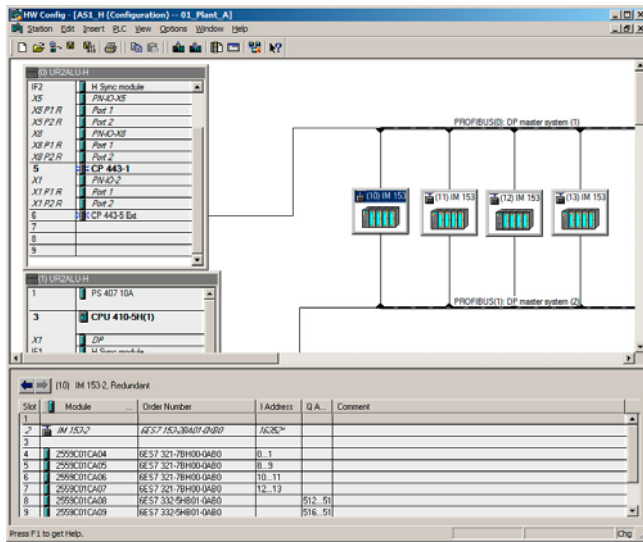 HW Config - [AS1_H (Configuration) -- 01_Plant_A]
Station Edit Insert PLC View Options Window Help
(0) UR2ALU-H
IF2 H Sync module
X5 PN-IO-X5
X5 P1 R Port 1
X5 P2 R Port 2
X8 PN-IO-X8
X8 P1 R Port 1
X8 P2 R Port 2
5 CP 443-1
X1 PN-IO-2
X1 P1 R Port 1
X1 P2 R Port 2
6 CP 443-5 Ext
7
8
9
PROFIBUS(0): DP master system (1)
(10) IM 153 (11) IM 153 (12) IM 153 (13) IM 153
PROFIBUS(1): DP master system (2)
(1) UR2ALU-H
1 PS 407 10A
3 CPU 410-5H(1)
X1 DP
IF1 H Sync module
(10) IM 153-2, Redundant
Slot Module ... Order Number I Address Q A... Comment
1
2 IM 153-2 6ES7 153-2BA01-0XB0 16352*
3
4 2559C01CA04 6ES7 321-7BH00-0AB0 0...1
5 2559C01CA05 6ES7 321-7BH00-0AB0 8...9
6 2559C01CA06 6ES7 321-7BH00-0AB0 10...11
7 2559C01CA07 6ES7 321-7BH00-0AB0 12...13
8 2559C01CA08 6ES7 332-5HB01-0AB0 512...51
9 2559C01CA09 6ES7 332-5HB01-0AB0 516...51
Press F1 to get Help.
Chg